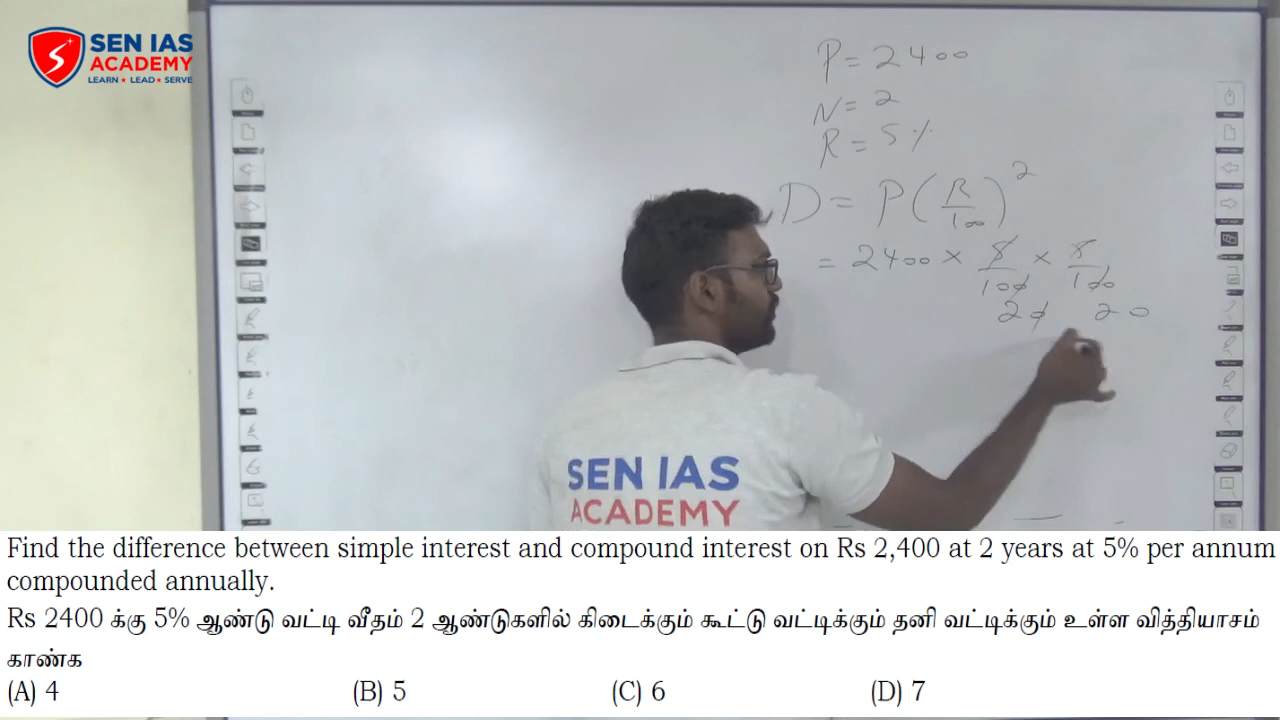 SEN IAS
ACADEMY
LEARN ★ LEAD ★ SERVE
P = 2400
N = 2
R = 5%
D = P(R/100)²
= 2400 × 5/100 × 5/100
20 20
SEN IAS
ACADEMY
Find the difference between simple interest and compound interest on Rs 2,400 at 2 years at 5% per annum
compounded annually.
Rs 2400 க்கு 5% ஆண்டு வட்டி வீதம் 2 ஆண்டுகளில் கிடைக்கும் கூட்டு வட்டிக்கும் தனி வட்டிக்கும் உள்ள வித்தியாசம்
காண்க
(A) 4 (B) 5 (C) 6 (D) 7